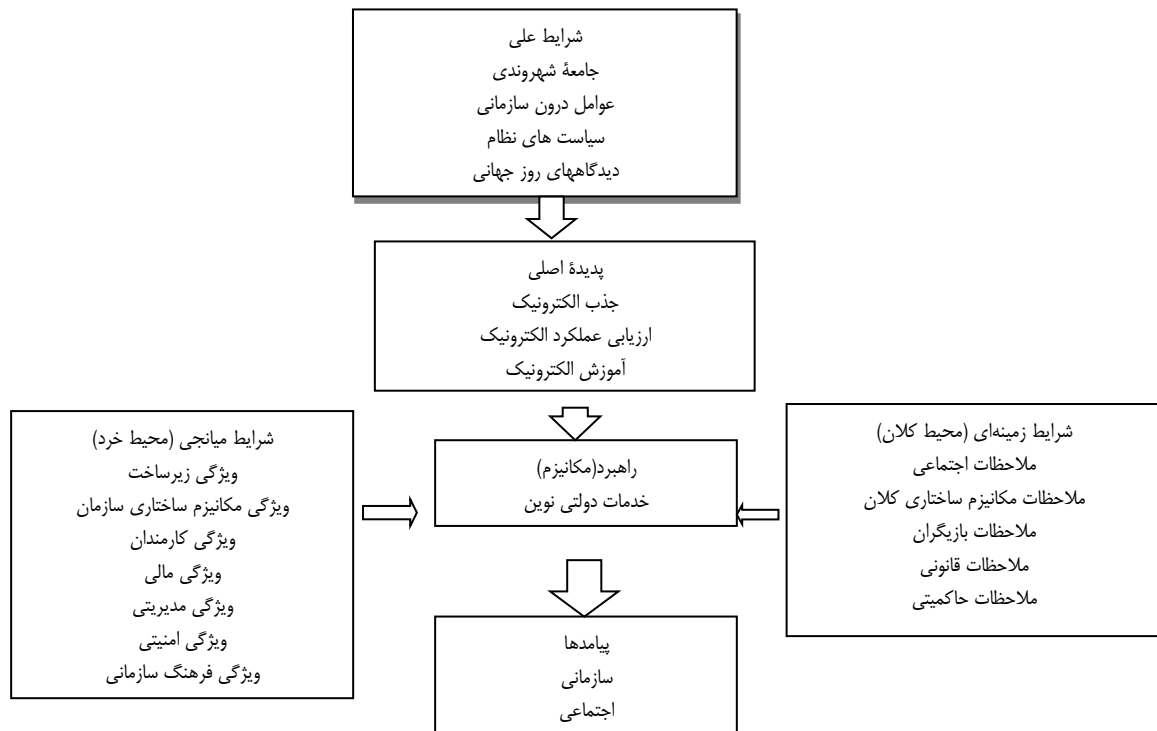 شرایط علی
جامعهٔ شهروندی
عوامل درون سازمانی
سیاست های نظام
دیدگاههای روز جهانی
پدیدهٔ اصلی
جذب الکترونیک
ارزیابی عملکرد الکترونیک
آموزش الکترونیک
شرایط زمینه‌ای (محیط کلان)
ملاحظات اجتماعی
ملاحظات مکانیزم ساختاری کلان
ملاحظات بازیگران
ملاحظات قانونی
ملاحظات حاکمیتی
راهبرد(مکانیزم)
خدمات دولتی نوین
شرایط میانجی (محیط خرد)
ویژگی زیرساخت
ویژگی مکانیزم ساختاری سازمان
ویژگی کارمندان
ویژگی مالی
ویژگی مدیریتی
ویژگی امنیتی
ویژگی فرهنگ سازمانی
پیامدها
سازمانی
اجتماعی